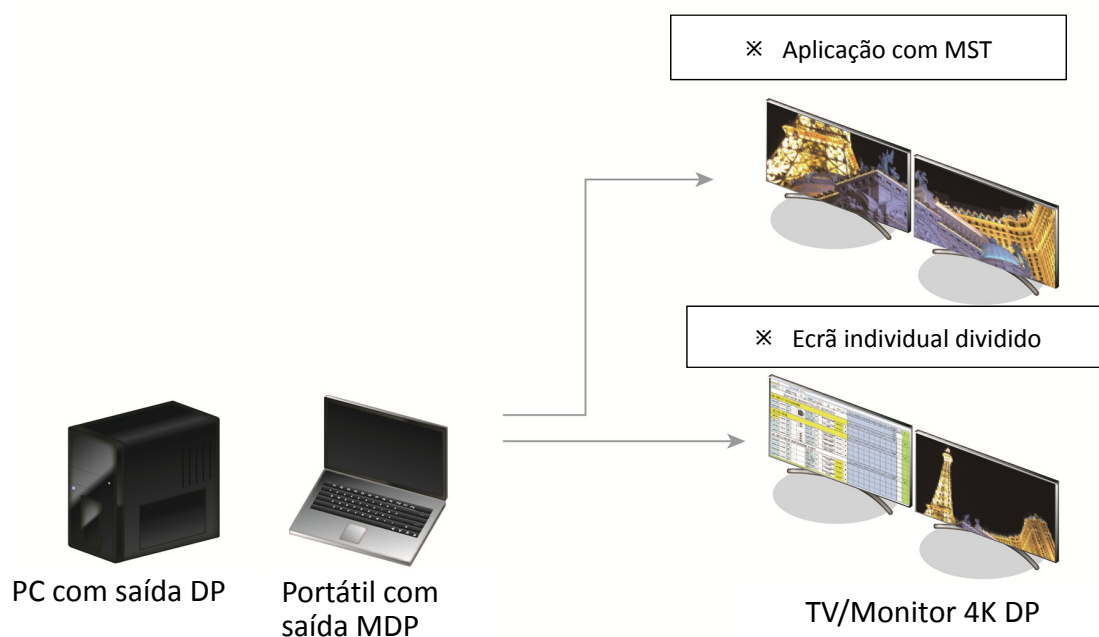 ※ Aplicação com MST
※ Ecrã individual dividido
PC com saída DP
Portátil com
saída MDP
TV/Monitor 4K DP